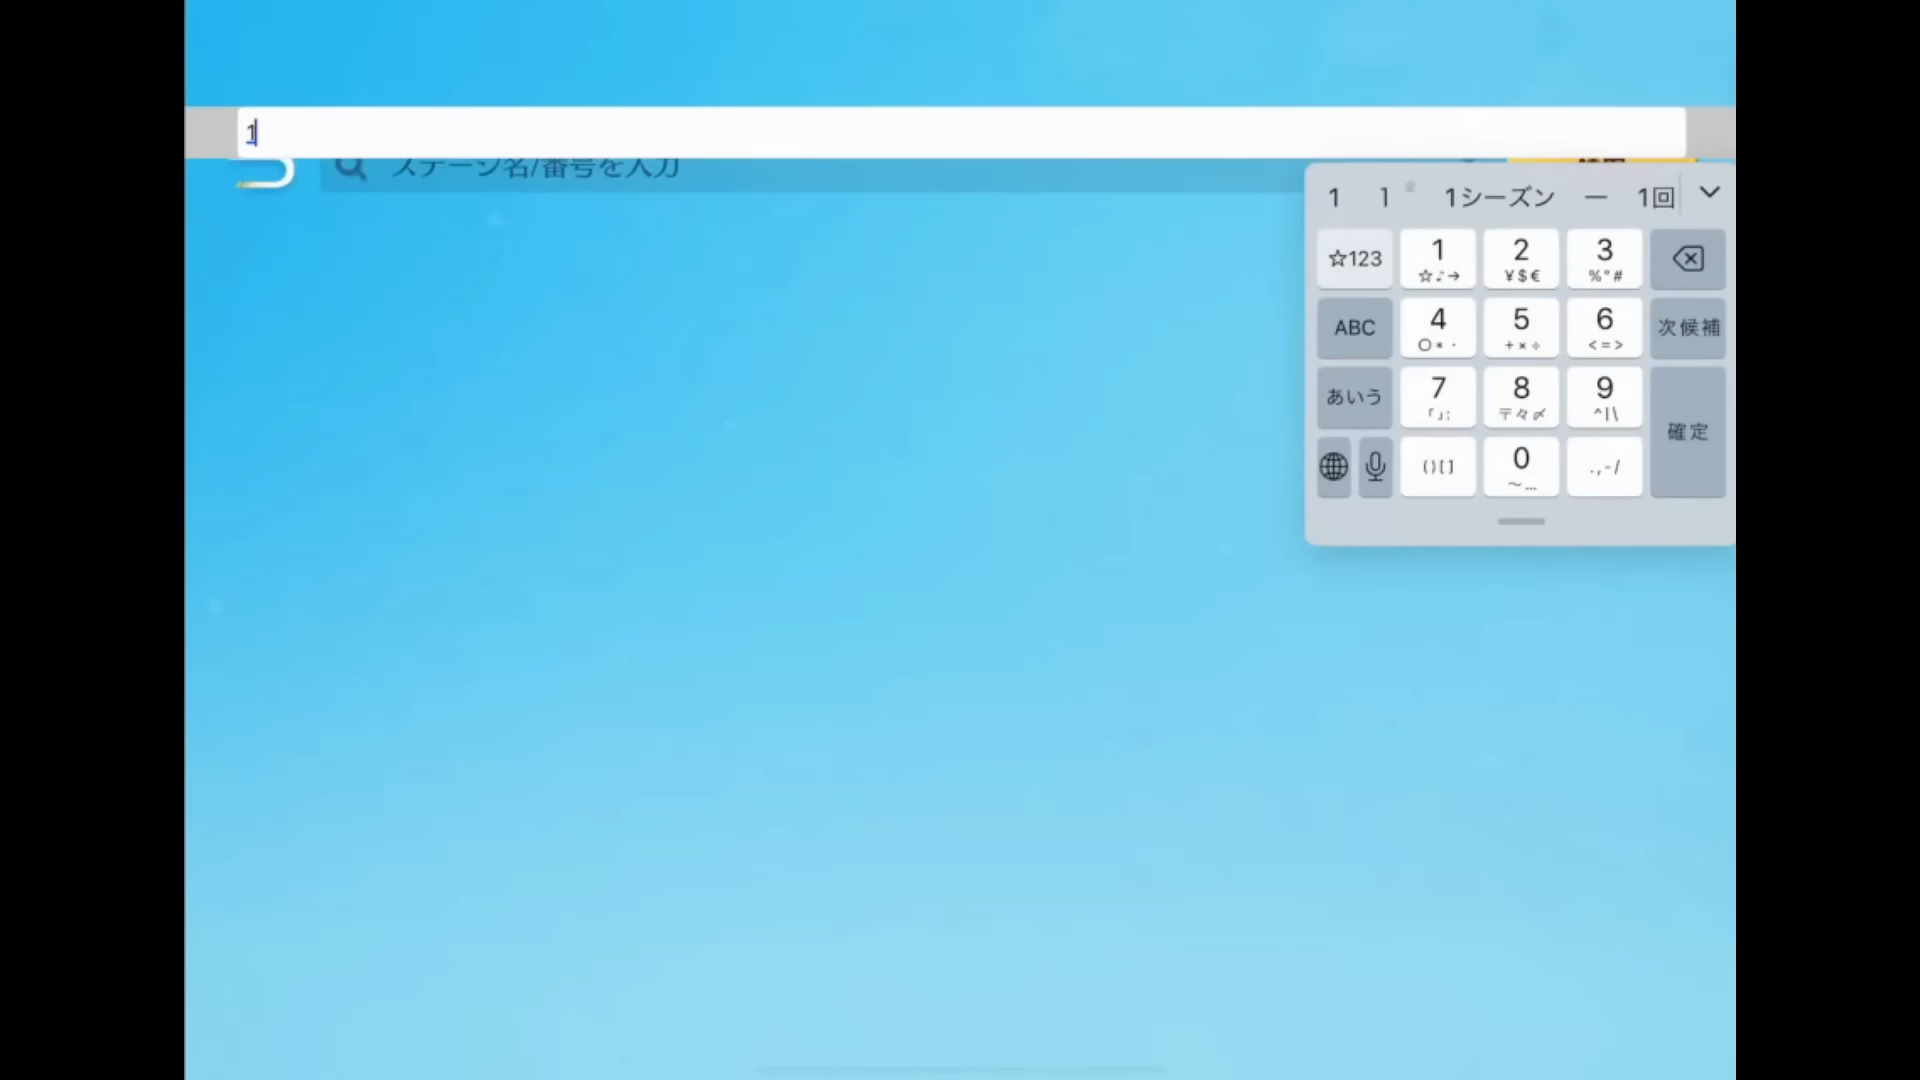 1
ステージ名/番号を入力
1 1 1シーズン 一 1回
☆123 1 2 3
☆♪→ ¥$€ %°#
ABC 4 5 6 次候補
○*・ +×÷ <=>
あいう 7 8 9
「」: 〒々〆 ^|\
確定
()[] 0 .,-/
〜…